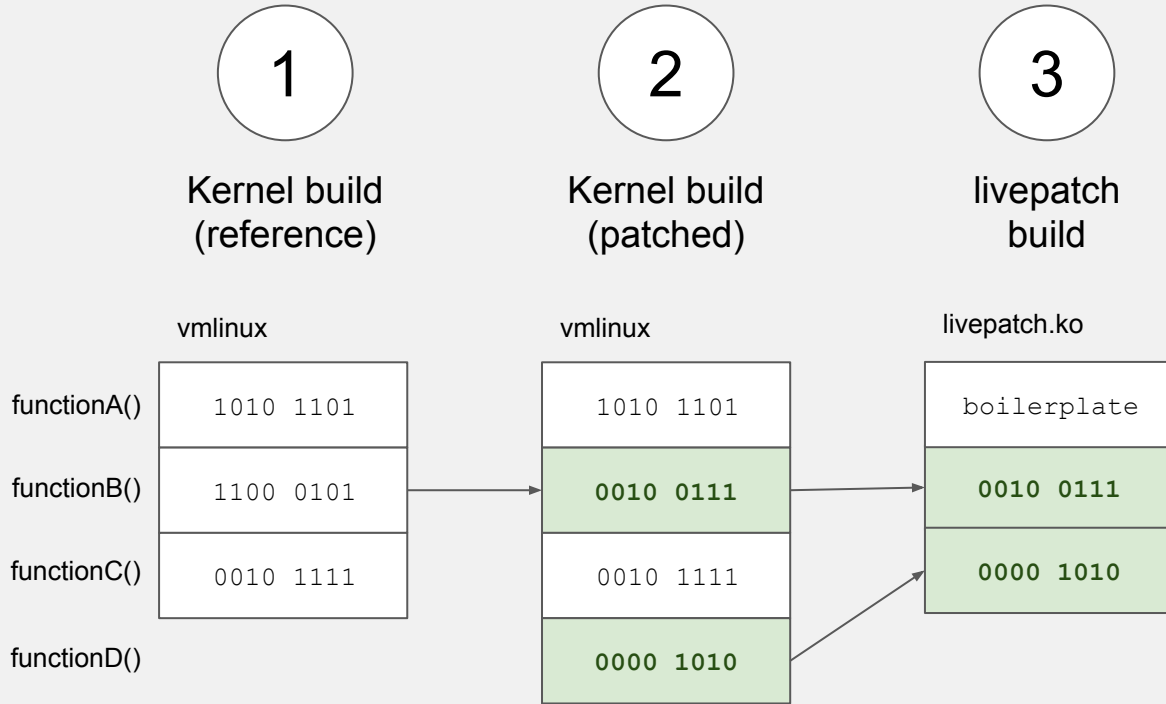 1
2
3
Kernel build
(reference)
Kernel build
(patched)
livepatch
build
vmlinux
vmlinux
livepatch.ko
functionA()
1010 1101
1010 1101
boilerplate
functionB()
1100 0101
0010 0111
0010 0111
functionC()
0010 1111
0010 1111
0000 1010
functionD()
0000 1010